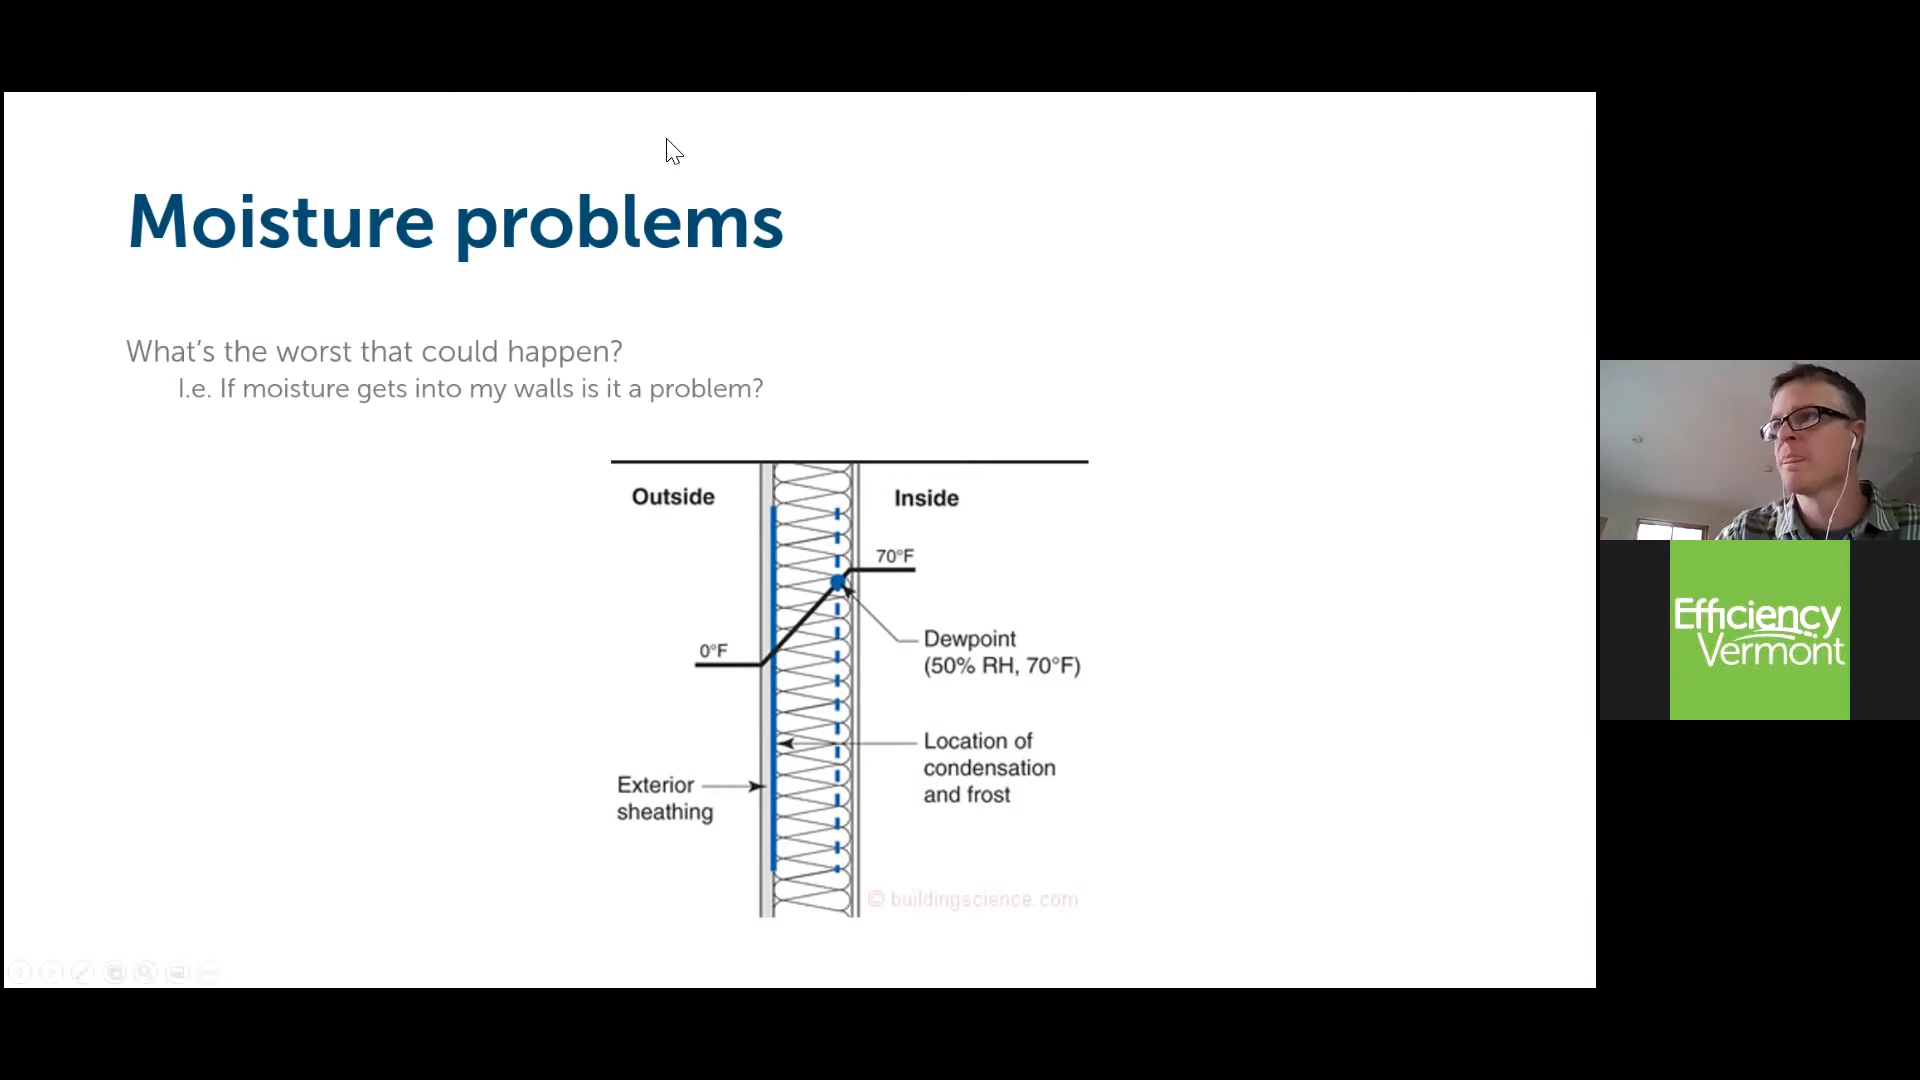 Moisture problems
What's the worst that could happen?
I.e. If moisture gets into my walls is it a problem?
Outside
Inside
70°F
0°F
Dewpoint
(50% RH, 70°F)
Location of
condensation
and frost
Exterior
sheathing
© buildingscience.com
Efficiency
Vermont